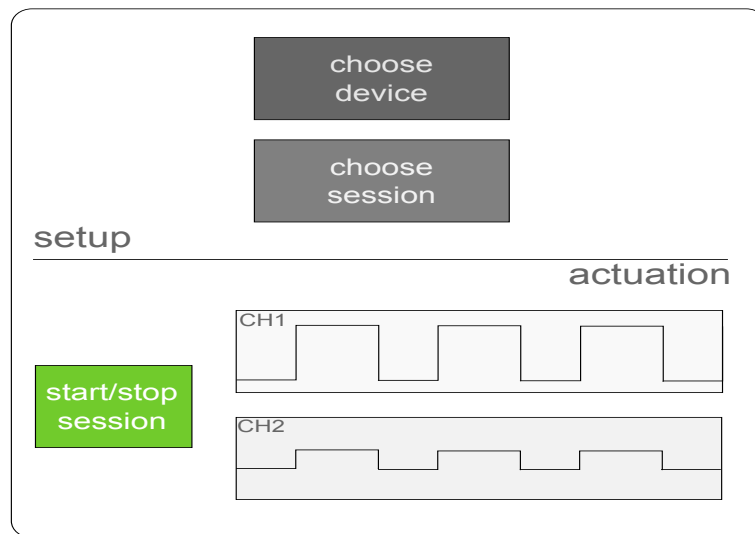 choose
device
choose
session
setup
actuation
CH1
start/stop
session
CH2